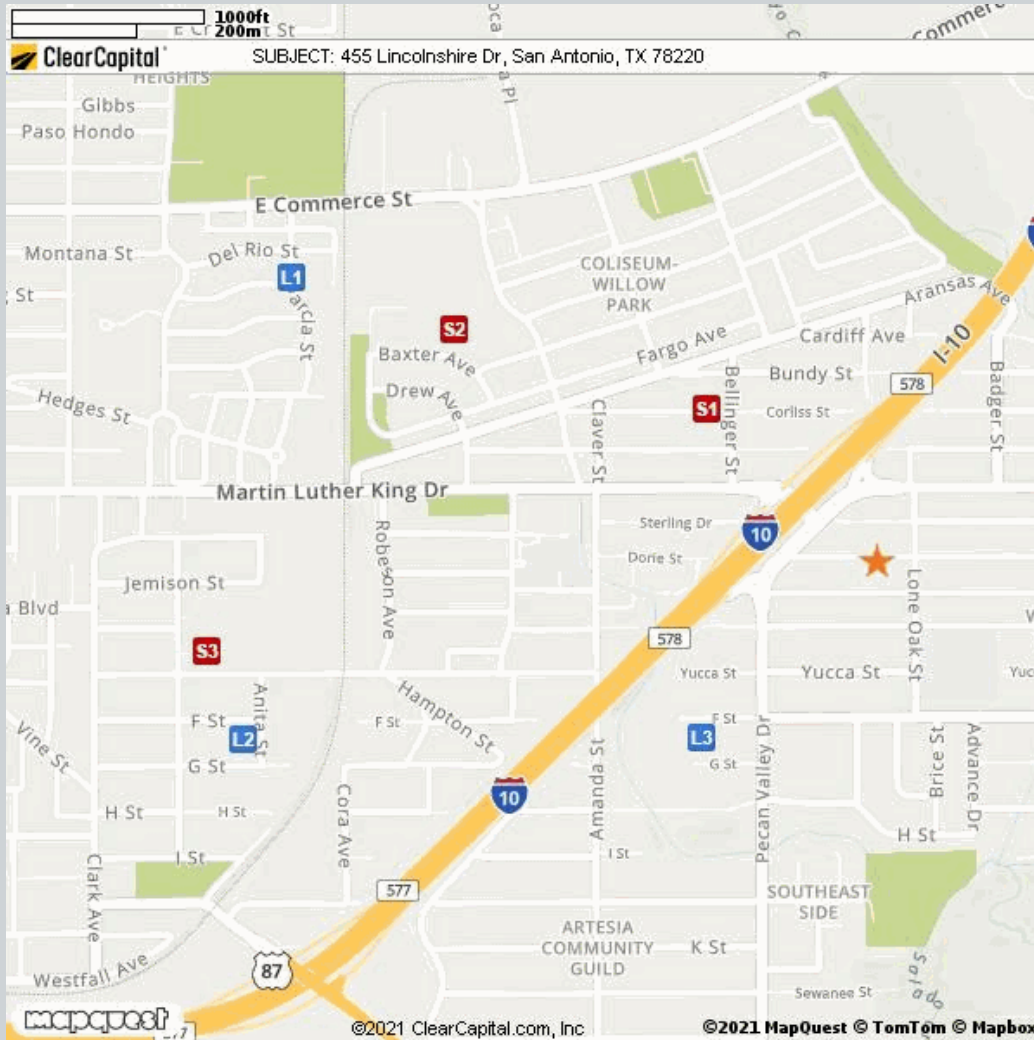 1000ft
200m
ClearCapital
SUBJECT: 455 Lincolnshire Dr, San Antonio, TX 78220
HEIGHTS
Gibbs
Paso Hondo
E Commerce St
Montana St
Del Rio St
L1
St
COLISEUM-
WILLOW
PARK
Aransas Ave
S2
Baxter Ave
Fargo Ave
Cardiff Ave
I-10
Drew Ave
Bundy St
578
Badger St
Hedges St
Claver St
S1
Bellinger St
Corliss St
Martin Luther King Dr
Sterling Dr
10
Robeson Ave
Dorie St
Jemison St
Lone Oak St
Blvd
578
S3
Yucca St
Yucca St
Anita St
Hampton St
F St
F St
F St
L2
L3
Vine St
G St
G St
Pecan Valley Dr
Brice St
Advance Dr
10
Amanda St
H St
H St
Cora Ave
H St
I St
I St
Clark Ave
577
SOUTHEAST
SIDE
ARTESIA
COMMUNITY
GUILD
K St
87
Westfall Ave
Salado
Sewanee St
mapquest
©2021 ClearCapital.com, Inc
©2021 MapQuest © TomTom © Mapbox